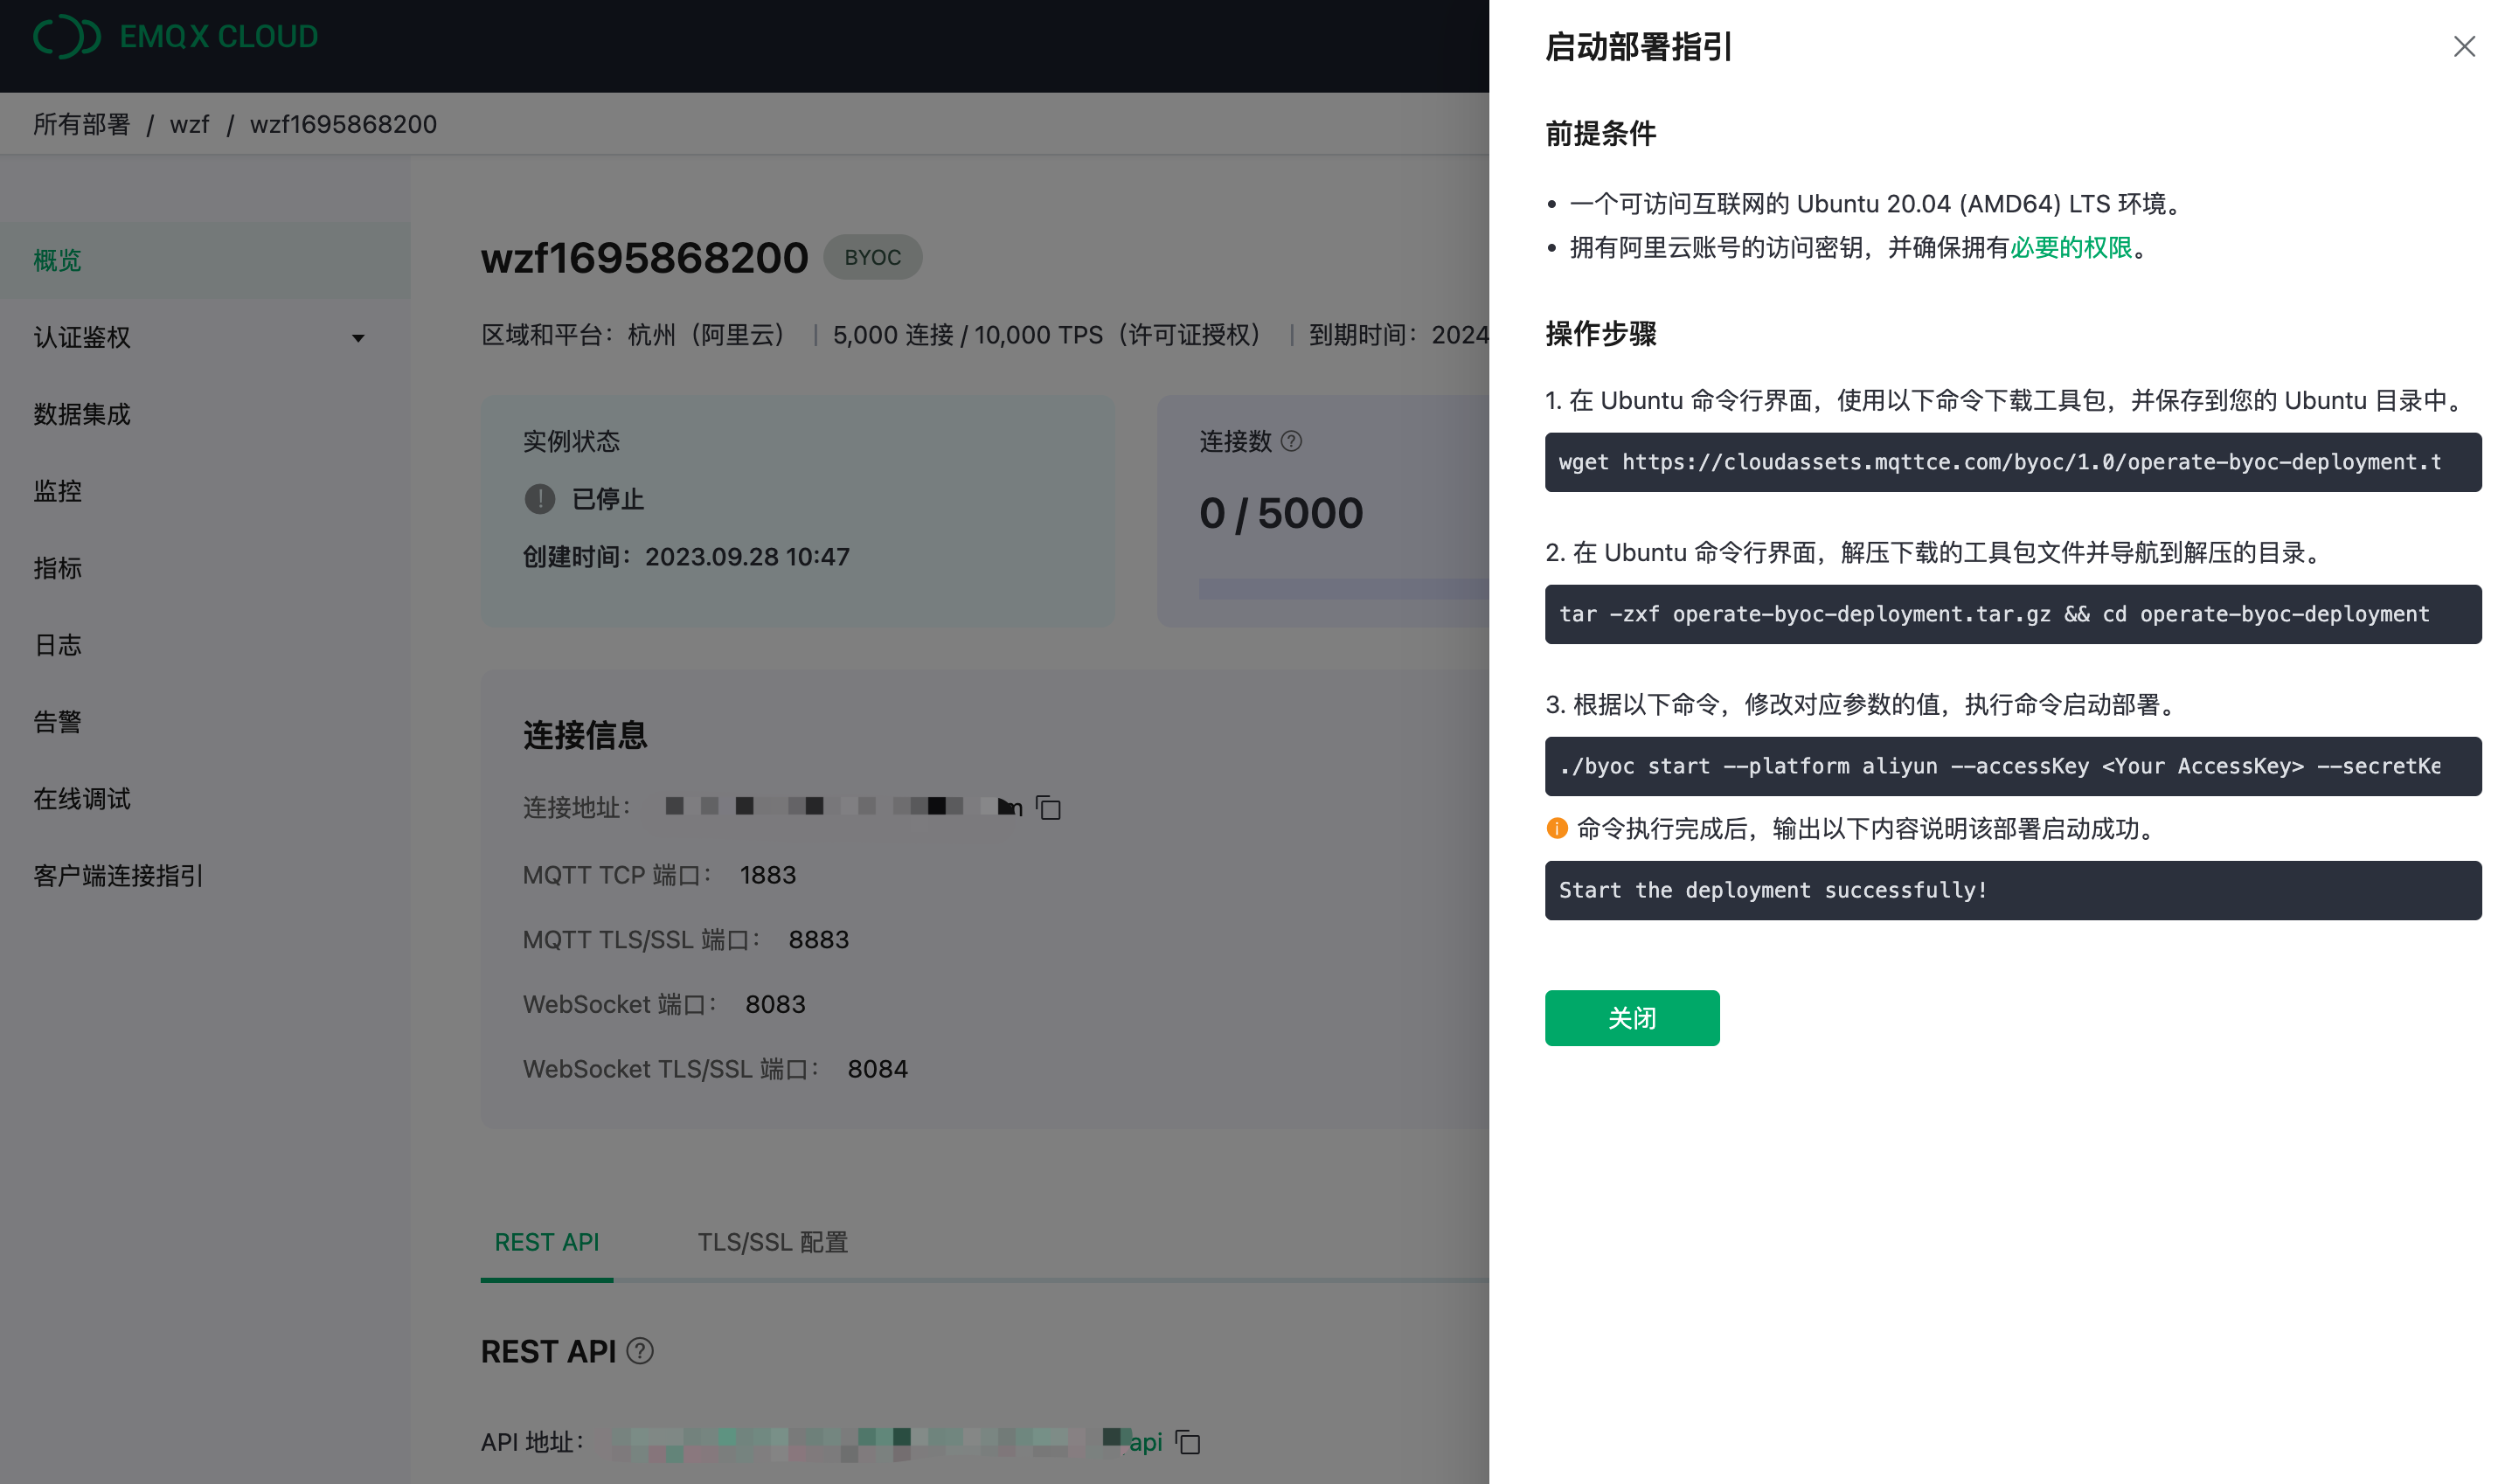 EMQX CLOUD
所有部署 / wzf / wzf1695868200
概览
认证鉴权
数据集成
监控
指标
日志
告警
在线调试
客户端连接指引
wzf1695868200 BYOC
区域和平台：杭州（阿里云） | 5,000 连接 / 10,000 TPS（许可证授权） | 到期时间：2024
实例状态
已停止
创建时间：2023.09.28 10:47
连接数
0 / 5000
连接信息
连接地址：
MQTT TCP 端口： 1883
MQTT TLS/SSL 端口： 8883
WebSocket 端口： 8083
WebSocket TLS/SSL 端口： 8084
REST API
TLS/SSL 配置
REST API
API 地址： api
启动部署指引
前提条件
• 一个可访问互联网的 Ubuntu 20.04 (AMD64) LTS 环境。
• 拥有阿里云账号的访问密钥，并确保拥有必要的权限。
操作步骤
1. 在 Ubuntu 命令行界面，使用以下命令下载工具包，并保存到您的 Ubuntu 目录中。
wget https://cloudassets.mqttce.com/byoc/1.0/operate-byoc-deployment.t
2. 在 Ubuntu 命令行界面，解压下载的工具包文件并导航到解压的目录。
tar -zxf operate-byoc-deployment.tar.gz && cd operate-byoc-deployment
3. 根据以下命令，修改对应参数的值，执行命令启动部署。
./byoc start --platform aliyun --accessKey <Your AccessKey> --secretKe
命令执行完成后，输出以下内容说明该部署启动成功。
Start the deployment successfully!
关闭